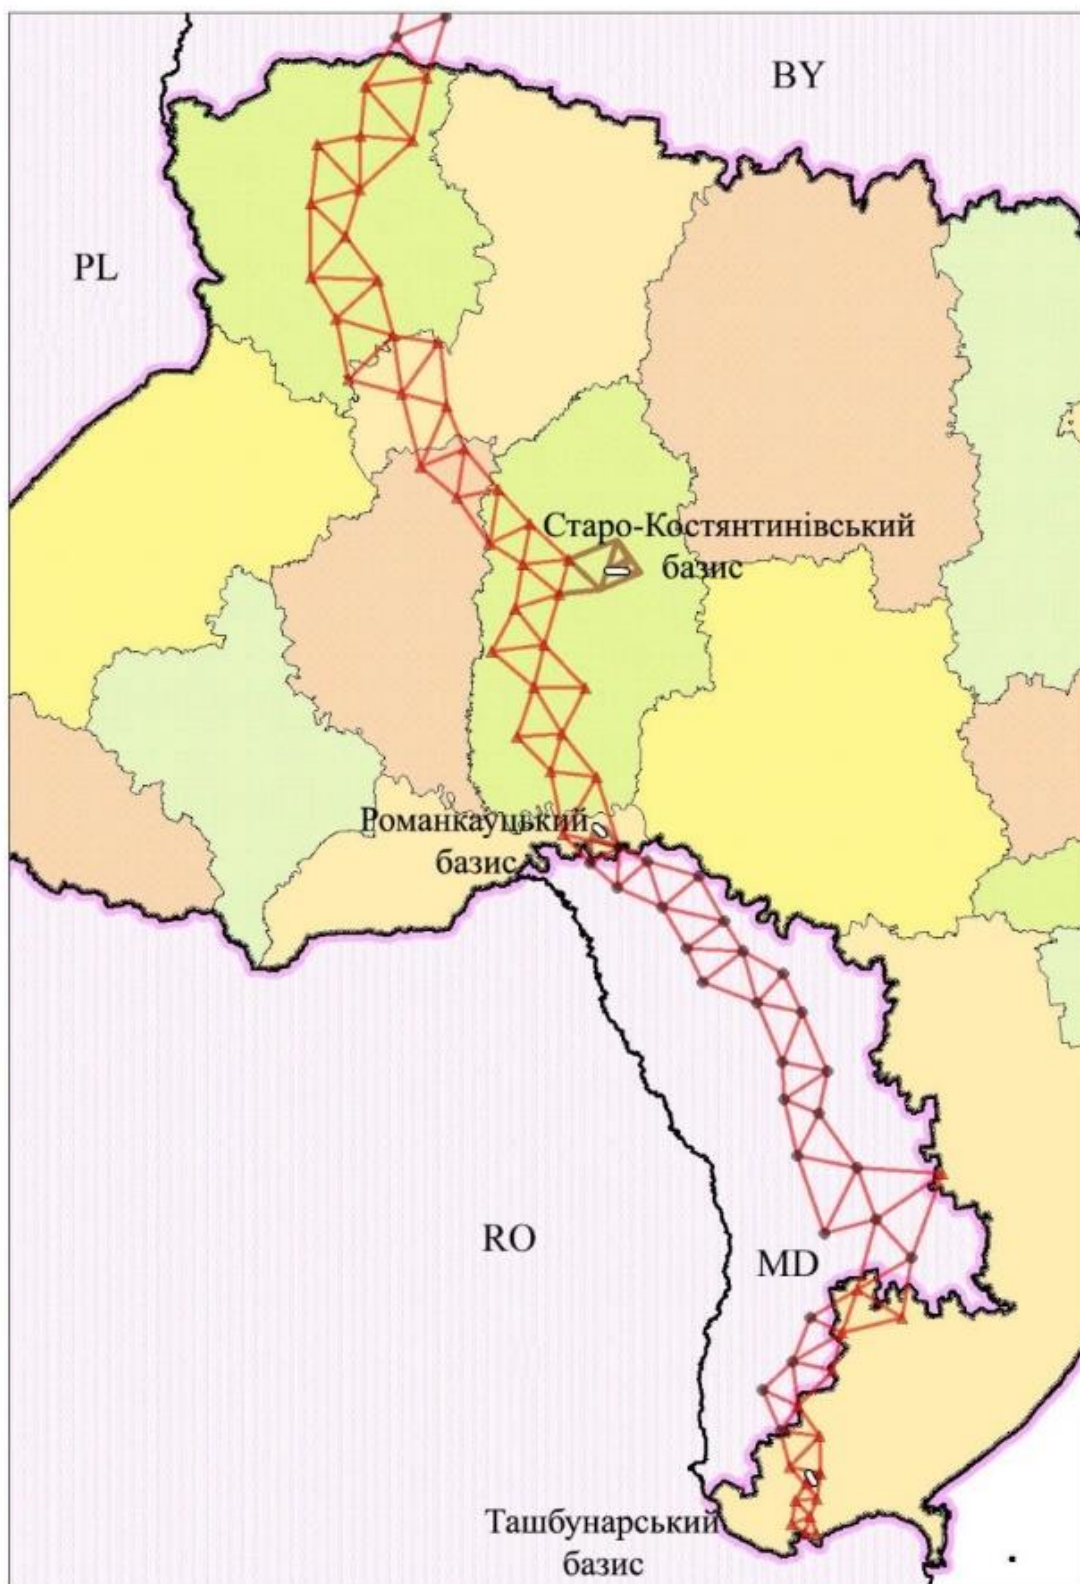 BY
PL
Старо-Костянтинівський
базис
Романкауцький
базис
RO
MD
Ташбунарський
базис